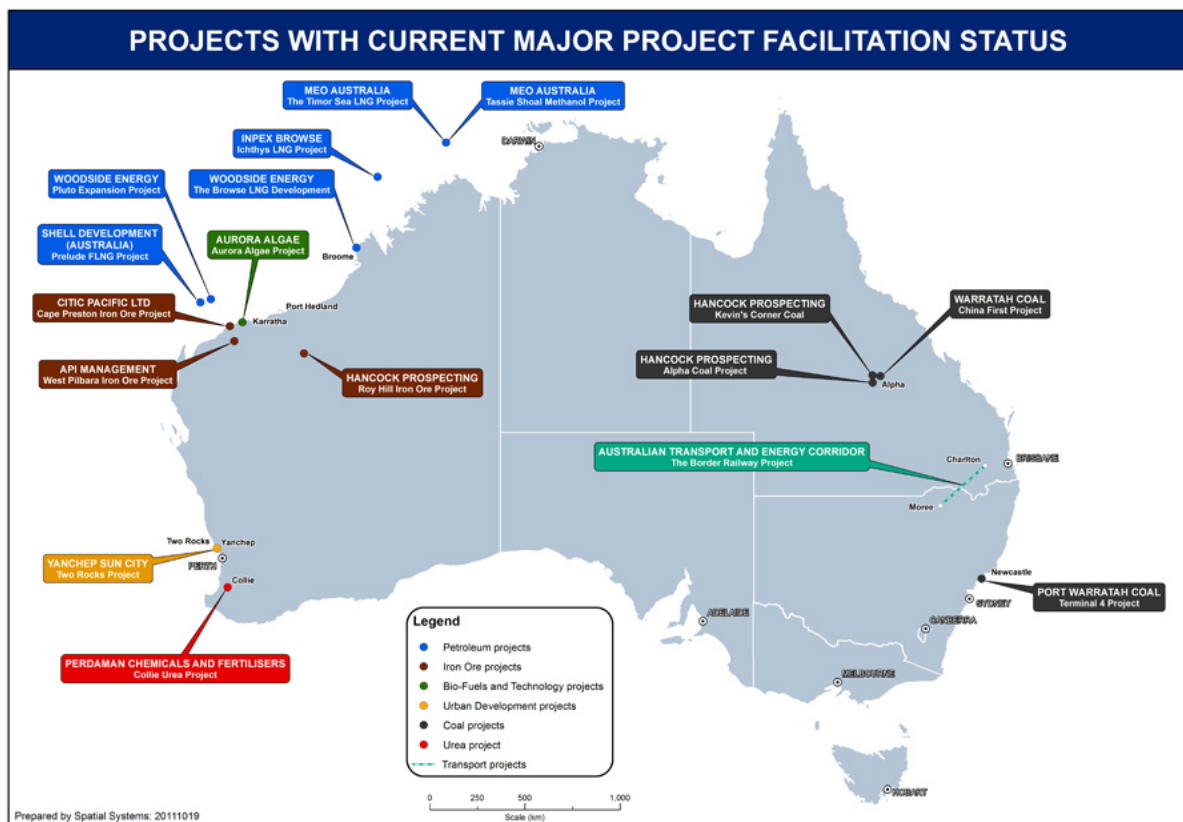 PROJECTS WITH CURRENT MAJOR PROJECT FACILITATION STATUS
MEO AUSTRALIA
The Timor Sea LNG Project
MEO AUSTRALIA
Tassie Shoal Methanol Project
DARWIN
INPEX BROWSE
Ichthys LNG Project
WOODSIDE ENERGY
Pluto Expansion Project
WOODSIDE ENERGY
The Browse LNG Development
SHELL DEVELOPMENT
(AUSTRALIA)
Prelude FLNG Project
AURORA ALGAE
Aurora Algae Project
Broome
CITIC PACIFIC LTD
Cape Preston Iron Ore Project
Port Hedland
Karratha
API MANAGEMENT
West Pilbara Iron Ore Project
HANCOCK PROSPECTING
Roy Hill Iron Ore Project
HANCOCK PROSPECTING
Kevin's Corner Coal
WARRATAH COAL
China First Project
HANCOCK PROSPECTING
Alpha Coal Project
Alpha
AUSTRALIAN TRANSPORT AND ENERGY CORRIDOR
The Border Railway Project
Charlton
BRISBANE
Moree
Two Rocks
Yanchep
YANCHEP SUN CITY
Two Rocks Project
PERTH
Collie
PERDAMAN CHEMICALS AND FERTILISERS
Collie Urea Project
Newcastle
PORT WARRATAH COAL
Terminal 4 Project
SYDNEY
ADELAIDE
CANBERRA
MELBOURNE
HOBART
Legend
Petroleum projects
Iron Ore projects
Bio-Fuels and Technology projects
Urban Development projects
Coal projects
Urea project
Transport projects
0 250 500 1,000
Scale (km)
Prepared by Spatial Systems: 20111019